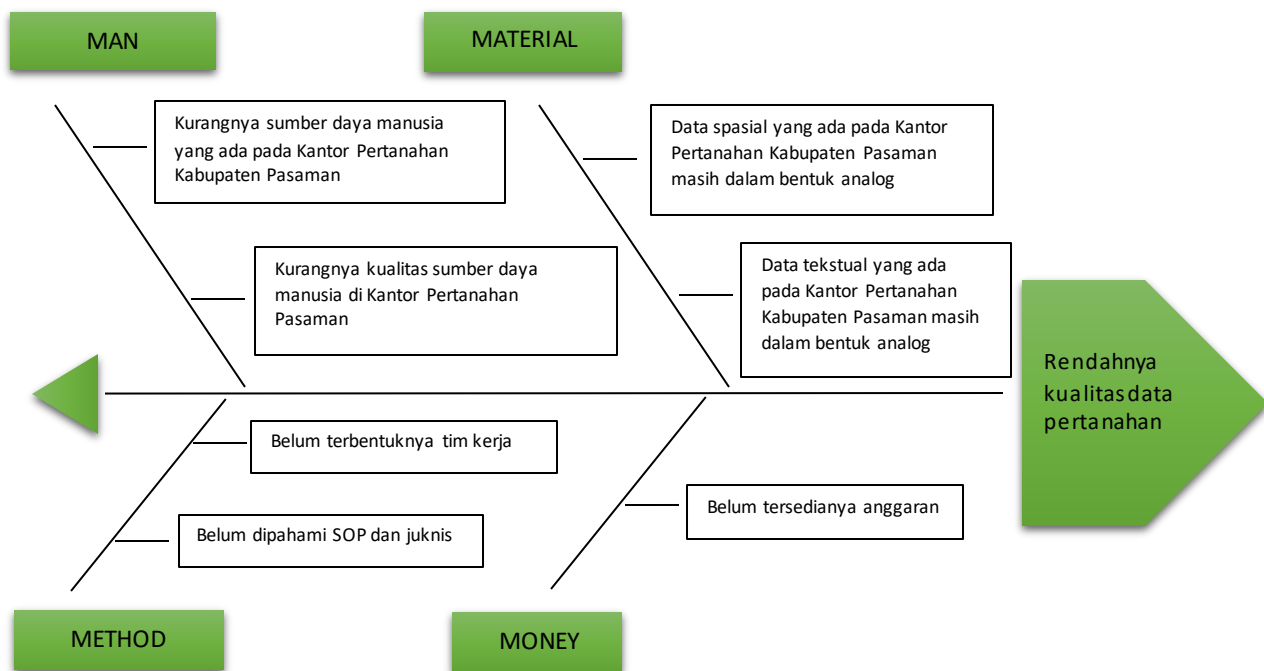 MAN
MATERIAL
Kurangnya sumber daya manusia
yang ada pada Kantor Pertanahan
Kabupaten Pasaman
Data spasial yang ada pada Kantor
Pertanahan Kabupaten Pasaman
masih dalam bentuk analog
Kurangnya kualitas sumber daya
manusia di Kantor Pertanahan
Pasaman
Data tekstual yang ada
pada Kantor Pertanahan
Kabupaten Pasaman masih
dalam bentuk analog
Rendahnya
kualitas data
pertanahan
Belum terbentuknya tim kerja
Belum tersedianya anggaran
Belum dipahami SOP dan juknis
METHOD
MONEY